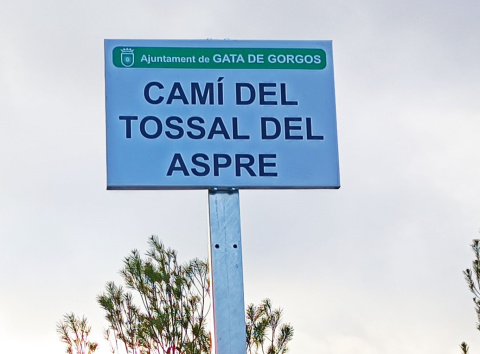 Ajuntament de GATA DE GORGOS
CAMÍ DEL
TOSSAL DEL
ASPRE